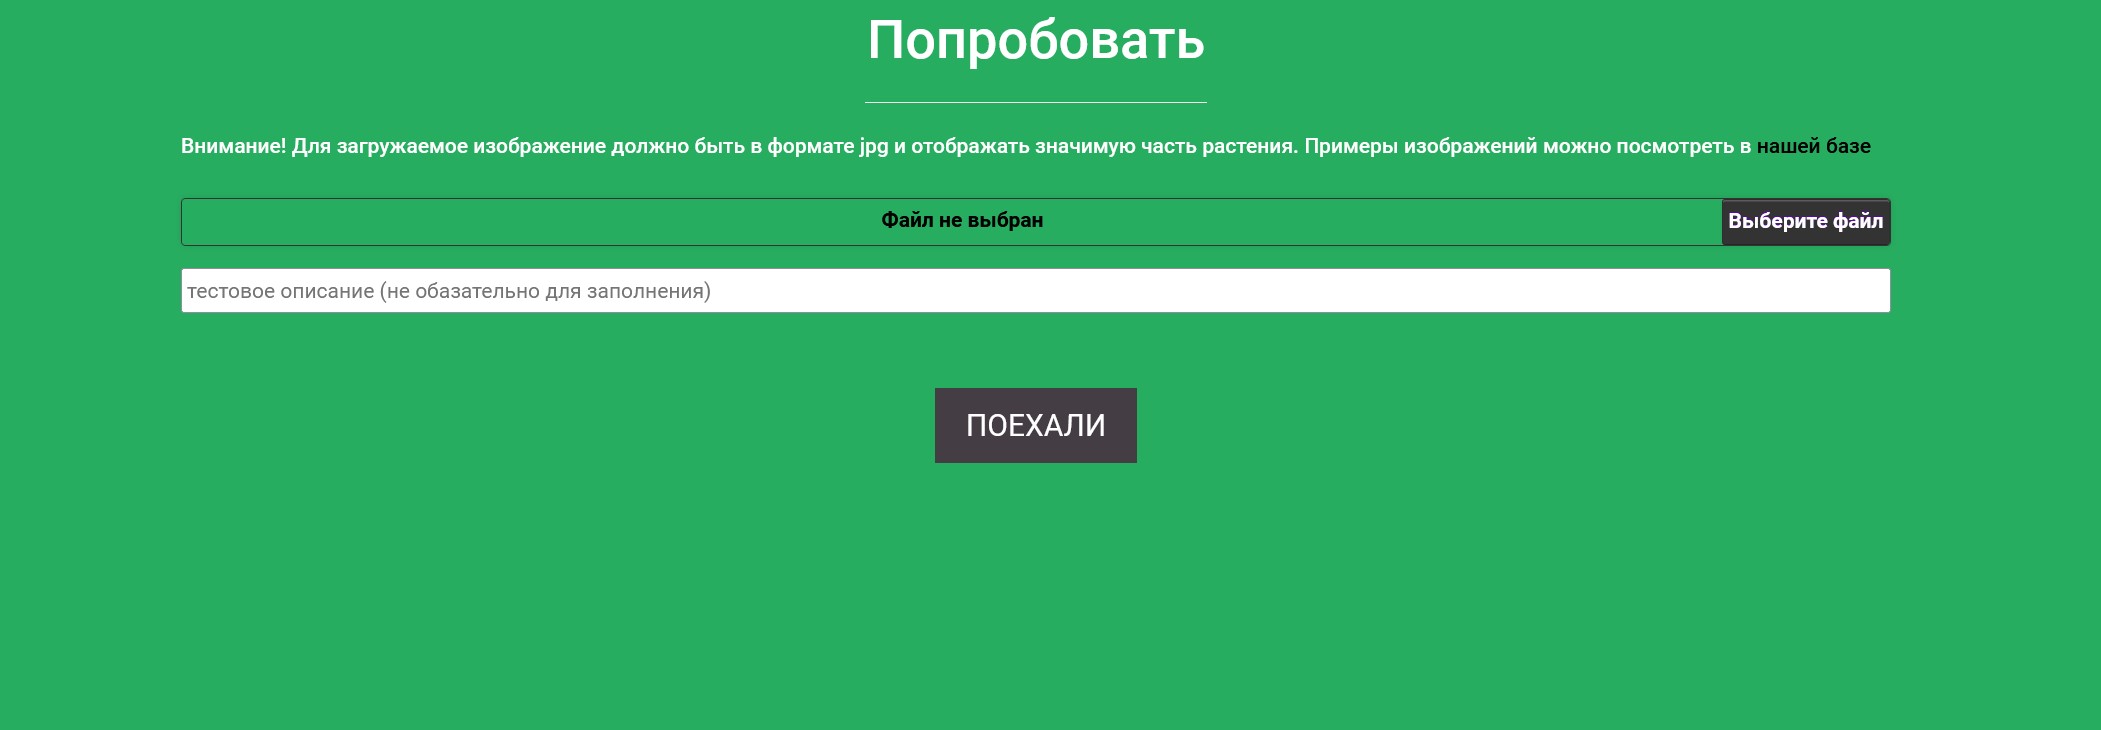 Попробовать
Внимание! Для загружаемое изображение должно быть в формате jpg и отображать значимую часть растения. Примеры изображений можно посмотреть в нашей базе
Файл не выбран
Выберите файл
тестовое описание (не обазательно для заполнения)
ПОЕХАЛИ